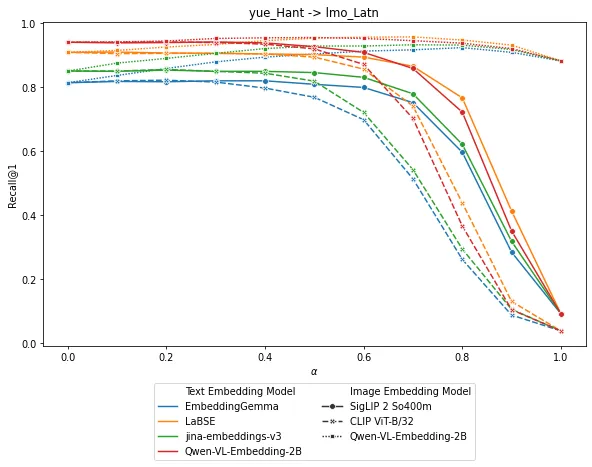 yue_Hant -> lmo_Latn
Recall@1
1.0
0.8
0.6
0.4
0.2
0.0
0.0 0.2 0.4 0.6 0.8 1.0
α
Text Embedding Model
EmbeddingGemma
LaBSE
jina-embeddings-v3
Qwen-VL-Embedding-2B
Image Embedding Model
SigLIP 2 So400m
CLIP ViT-B/32
Qwen-VL-Embedding-2B